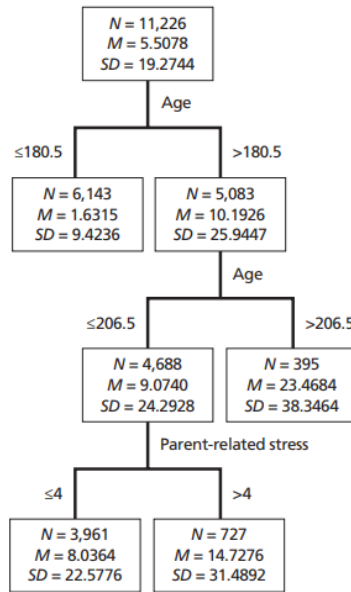 N = 11,226
M = 5.5078
SD = 19.2744
Age
≤180.5
>180.5
N = 6,143
M = 1.6315
SD = 9.4236
N = 5,083
M = 10.1926
SD = 25.9447
Age
≤206.5
>206.5
N = 4,688
M = 9.0740
SD = 24.2928
N = 395
M = 23.4684
SD = 38.3464
Parent-related stress
≤4
>4
N = 3,961
M = 8.0364
SD = 22.5776
N = 727
M = 14.7276
SD = 31.4892